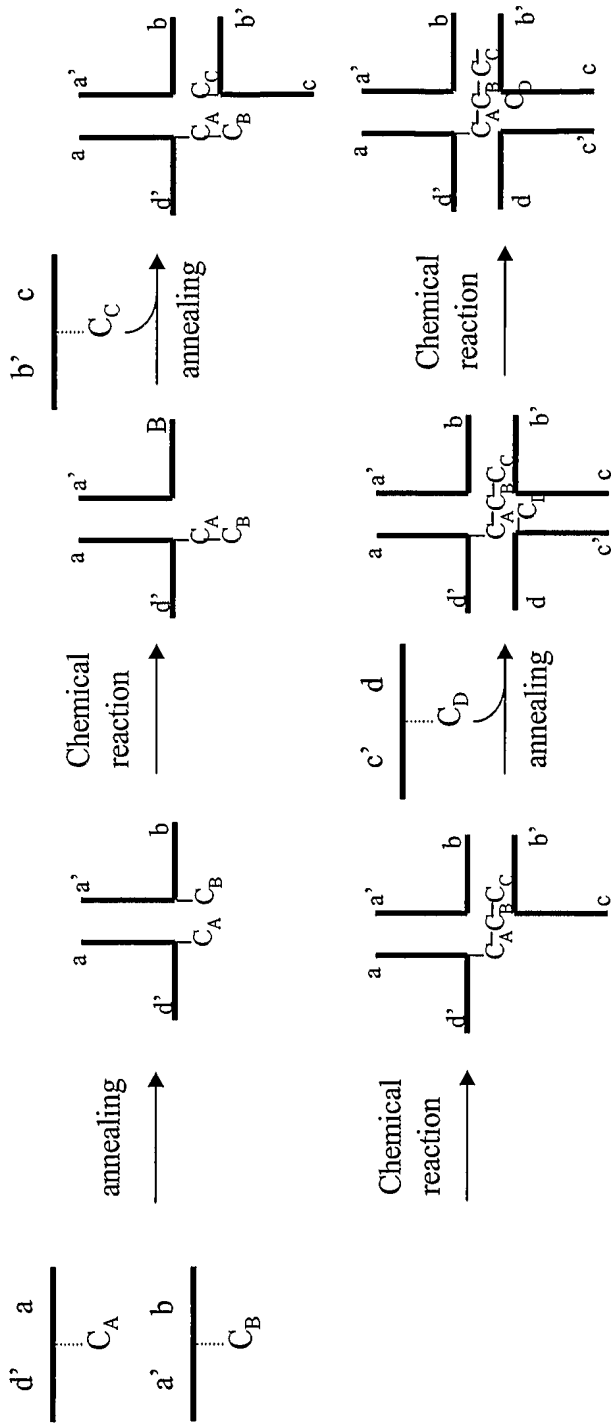 d' a
C_A
a' b
C_B
annealing
a a'
d' b
C_A C_B
Chemical
reaction
a a'
d' B
C_A
C_B
b' c
C_C
annealing
a a'
b
d' b'
C_A C_C
C_B
c
Chemical
reaction
a a'
d' b
C_A–C_B–C_C
b'
c
c' d
C_D
annealing
a a'
d' b
C_A–C_B–C_C
C_D
d b'
c' c
Chemical
reaction
a a'
d' b
C_A–C_B–C_C
C_D
d b'
c' c